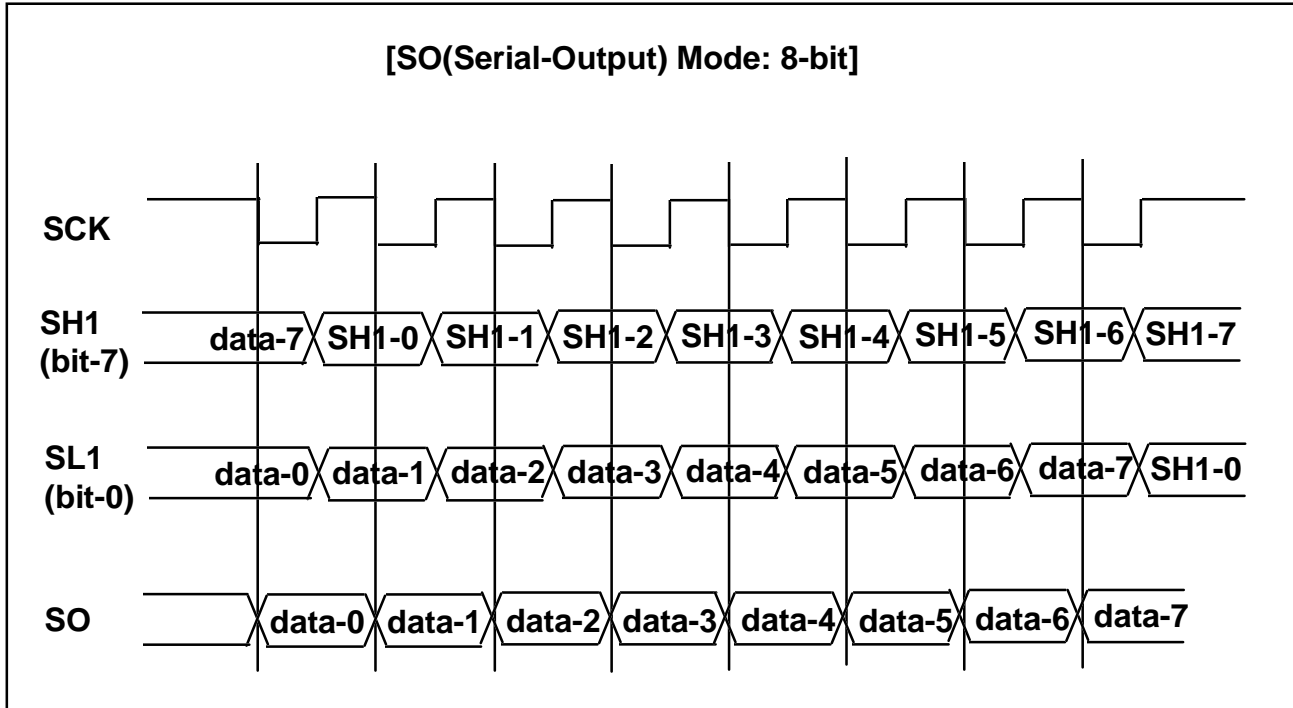 [SO(Serial-Output) Mode: 8-bit]
SCK
SH1
(bit-7)
data-7 SH1-0 SH1-1 SH1-2 SH1-3 SH1-4 SH1-5 SH1-6 SH1-7
SL1
(bit-0)
data-0 data-1 data-2 data-3 data-4 data-5 data-6 data-7 SH1-0
SO
data-0 data-1 data-2 data-3 data-4 data-5 data-6 data-7